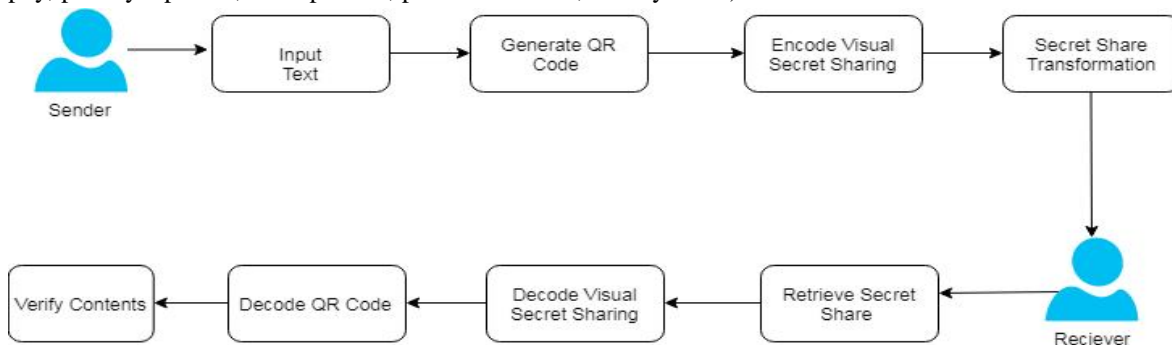 Sender
Input
Text
Generate QR
Code
Encode Visual
Secret Sharing
Secret Share
Transformation
Verify Contents
Decode QR Code
Decode Visual
Secret Sharing
Retrieve Secret
Share
Reciever